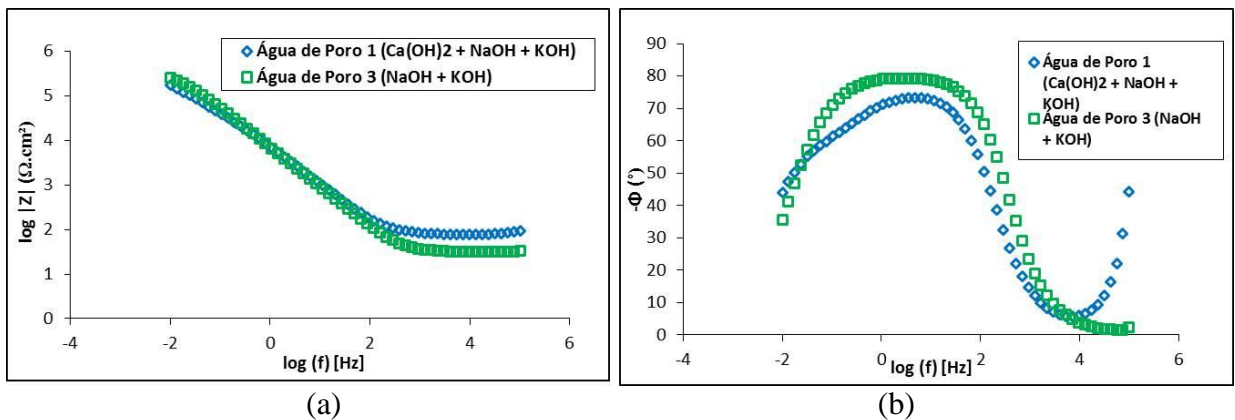 6
5
4
3
2
1
0
-4
-2
0
2
4
6
log |Z| (Ω.cm²)
log (f) [Hz]
Água de Poro 1 (Ca(OH)2 + NaOH + KOH)
Água de Poro 3 (NaOH + KOH)
(a)
90
80
70
60
50
40
30
20
10
0
-4
-2
0
2
4
6
-Φ (°)
log (f) [Hz]
Água de Poro 1
(Ca(OH)2 + NaOH +
KOH)
Água de Poro 3 (NaOH
+ KOH)
(b)